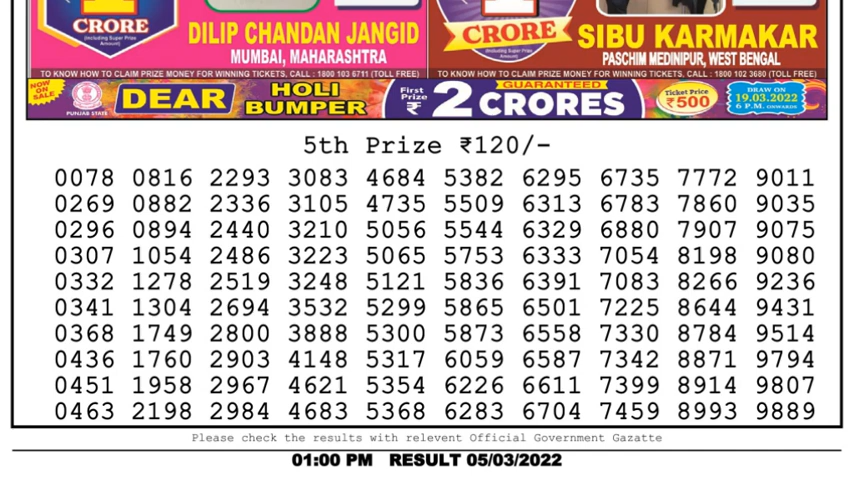 1
CRORE
(Including Super Prize Amount)
DILIP CHANDAN JANGID
MUMBAI, MAHARASHTRA
TO KNOW HOW TO CLAIM PRIZE MONEY FOR WINNING TICKETS, CALL : 1800 103 6711 (TOLL FREE)
1
CRORE
(Including Super Prize Amount)
SIBU KARMAKAR
PASCHIM MEDINIPUR, WEST BENGAL
TO KNOW HOW TO CLAIM PRIZE MONEY FOR WINNING TICKETS, CALL : 1800 102 3680 (TOLL FREE)
NOW ON SALE
PUNJAB STATE
DEAR
HOLI BUMPER
First Prize ₹
2 CRORES
GUARANTEED
Ticket Price
₹500
DRAW ON
19.03.2022
6 P.M. ONWARDS
5th Prize ₹120/-
0078 0816 2293 3083 4684 5382 6295 6735 7772 9011
0269 0882 2336 3105 4735 5509 6313 6783 7860 9035
0296 0894 2440 3210 5056 5544 6329 6880 7907 9075
0307 1054 2486 3223 5065 5753 6333 7054 8198 9080
0332 1278 2519 3248 5121 5836 6391 7083 8266 9236
0341 1304 2694 3532 5299 5865 6501 7225 8644 9431
0368 1749 2800 3888 5300 5873 6558 7330 8784 9514
0436 1760 2903 4148 5317 6059 6587 7342 8871 9794
0451 1958 2967 4621 5354 6226 6611 7399 8914 9807
0463 2198 2984 4683 5368 6283 6704 7459 8993 9889
Please check the results with relevent Official Government Gazatte
01:00 PM RESULT 05/03/2022